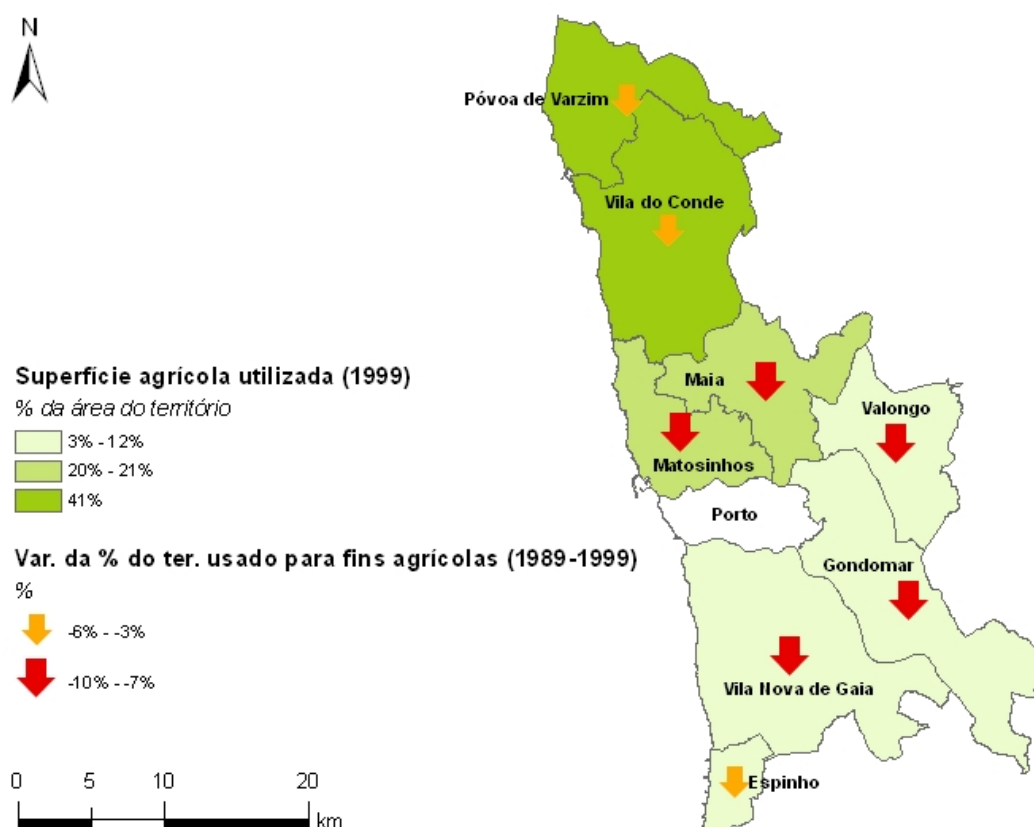 N
Póvoa de Varzim
Vila do Conde
Superfície agrícola utilizada (1999)
% da área do território
3% - 12%
20% - 21%
41%
Maia
Valongo
Matosinhos
Porto
Var. da % do ter. usado para fins agrícolas (1989-1999)
%
-6% - -3%
-10% - -7%
Gondomar
Vila Nova de Gaia
Espinho
0 5 10 20
km